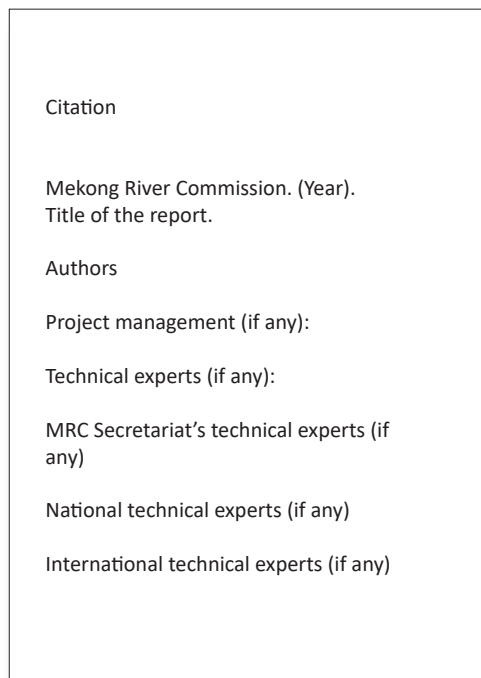 Citation
Mekong River Commission. (Year).
Title of the report.
Authors
Project management (if any):
Technical experts (if any):
MRC Secretariat’s technical experts (if
any)
National technical experts (if any)
International technical experts (if any)